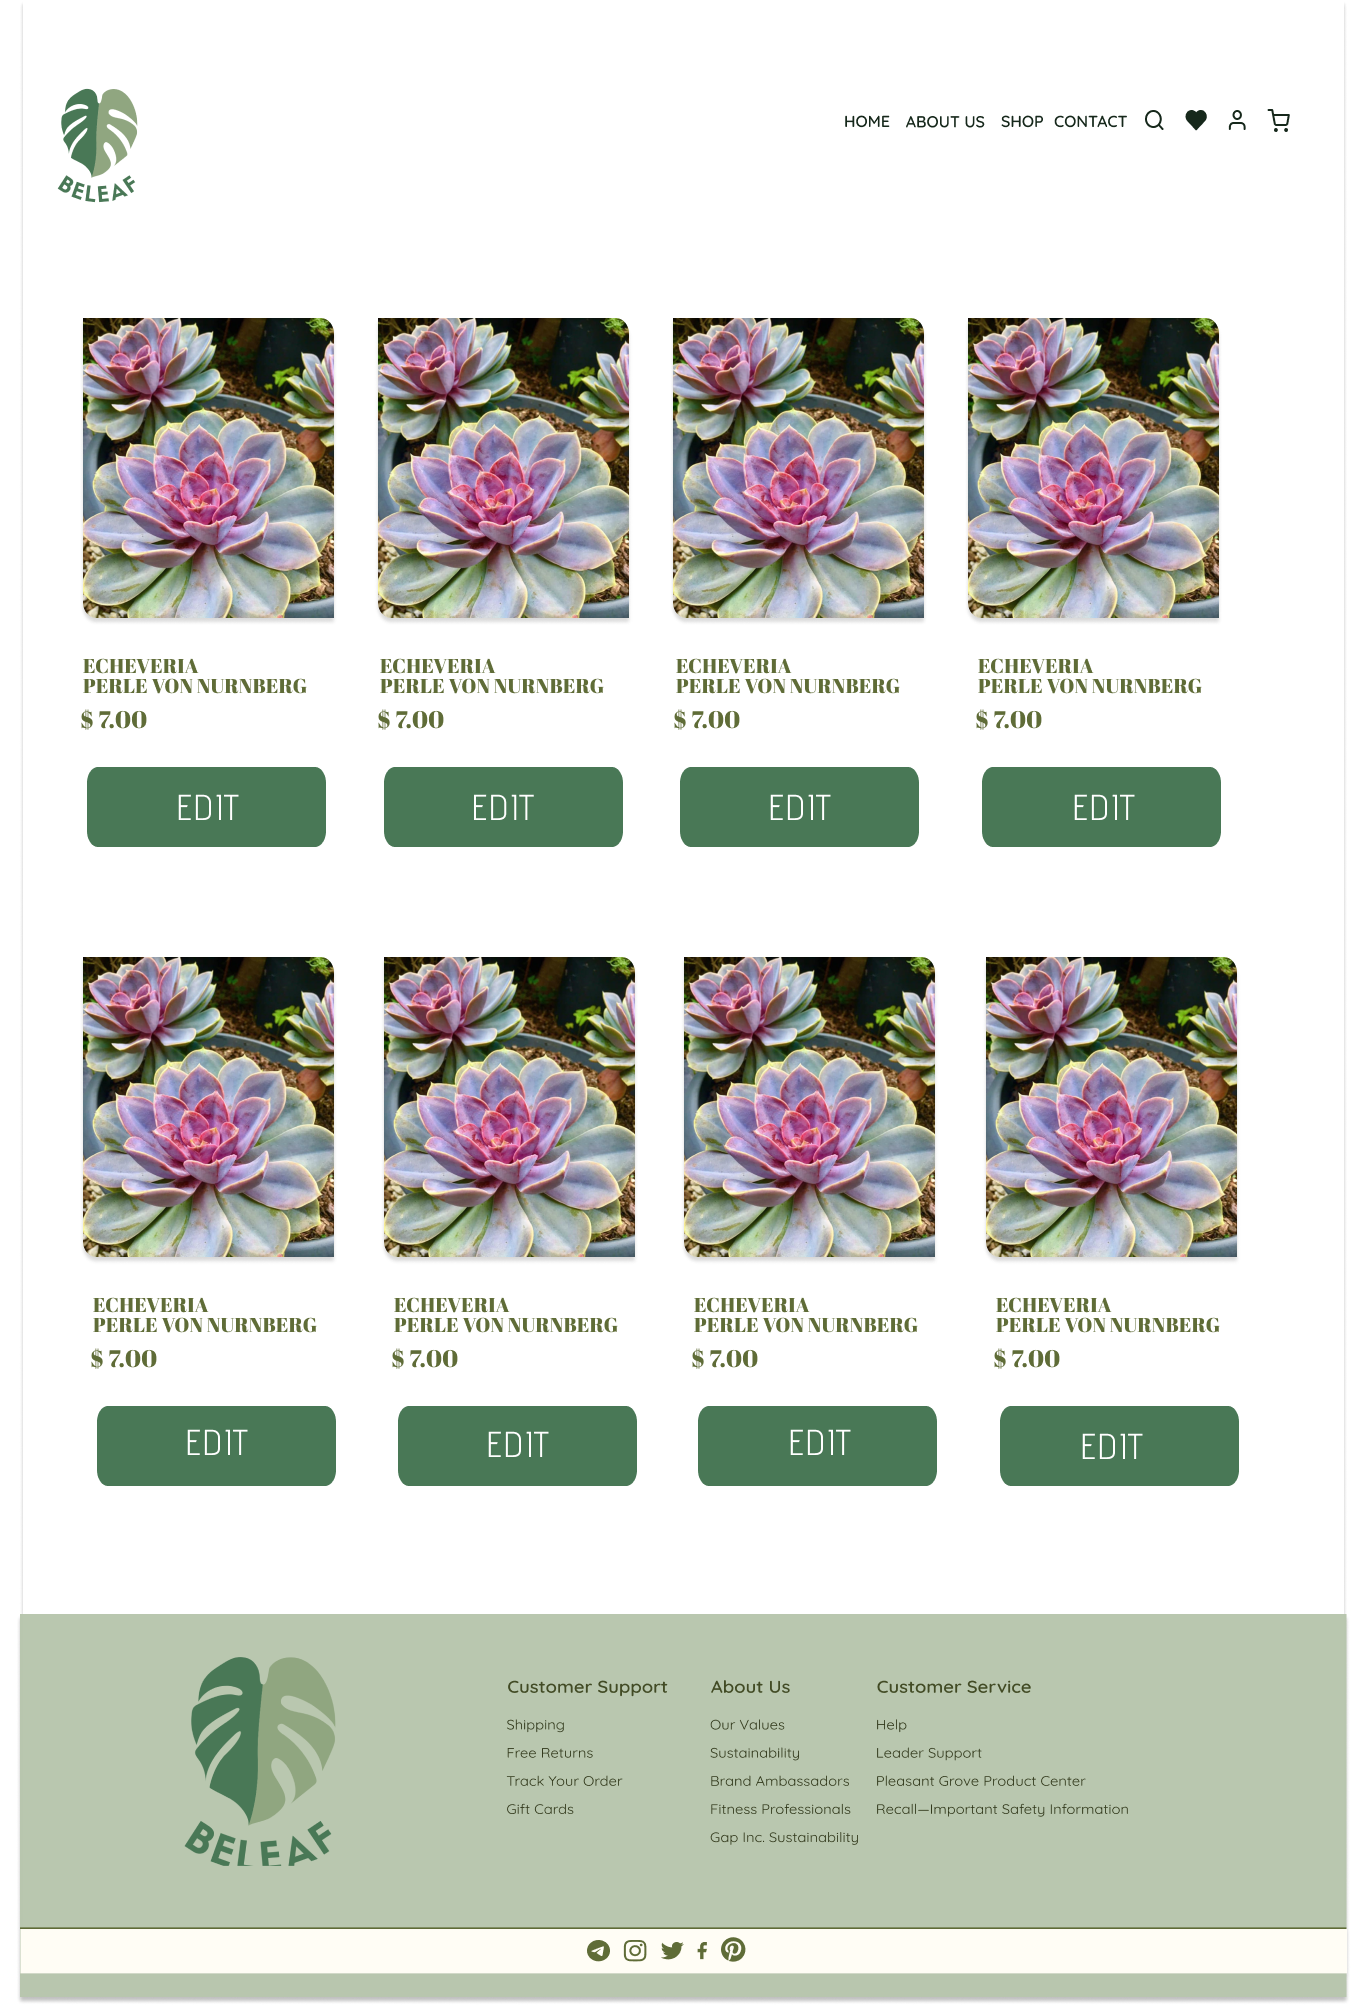 BELEAF
HOME ABOUT US SHOP CONTACT
ECHEVERIA
PERLE VON NURNBERG
$ 7.00
EDIT
ECHEVERIA
PERLE VON NURNBERG
$ 7.00
EDIT
ECHEVERIA
PERLE VON NURNBERG
$ 7.00
EDIT
ECHEVERIA
PERLE VON NURNBERG
$ 7.00
EDIT
ECHEVERIA
PERLE VON NURNBERG
$ 7.00
EDIT
ECHEVERIA
PERLE VON NURNBERG
$ 7.00
EDIT
ECHEVERIA
PERLE VON NURNBERG
$ 7.00
EDIT
ECHEVERIA
PERLE VON NURNBERG
$ 7.00
EDIT
BELEAF
Customer Support
Shipping
Free Returns
Track Your Order
Gift Cards
About Us
Our Values
Sustainability
Brand Ambassadors
Fitness Professionals
Gap Inc. Sustainability
Customer Service
Help
Leader Support
Pleasant Grove Product Center
Recall—Important Safety Information